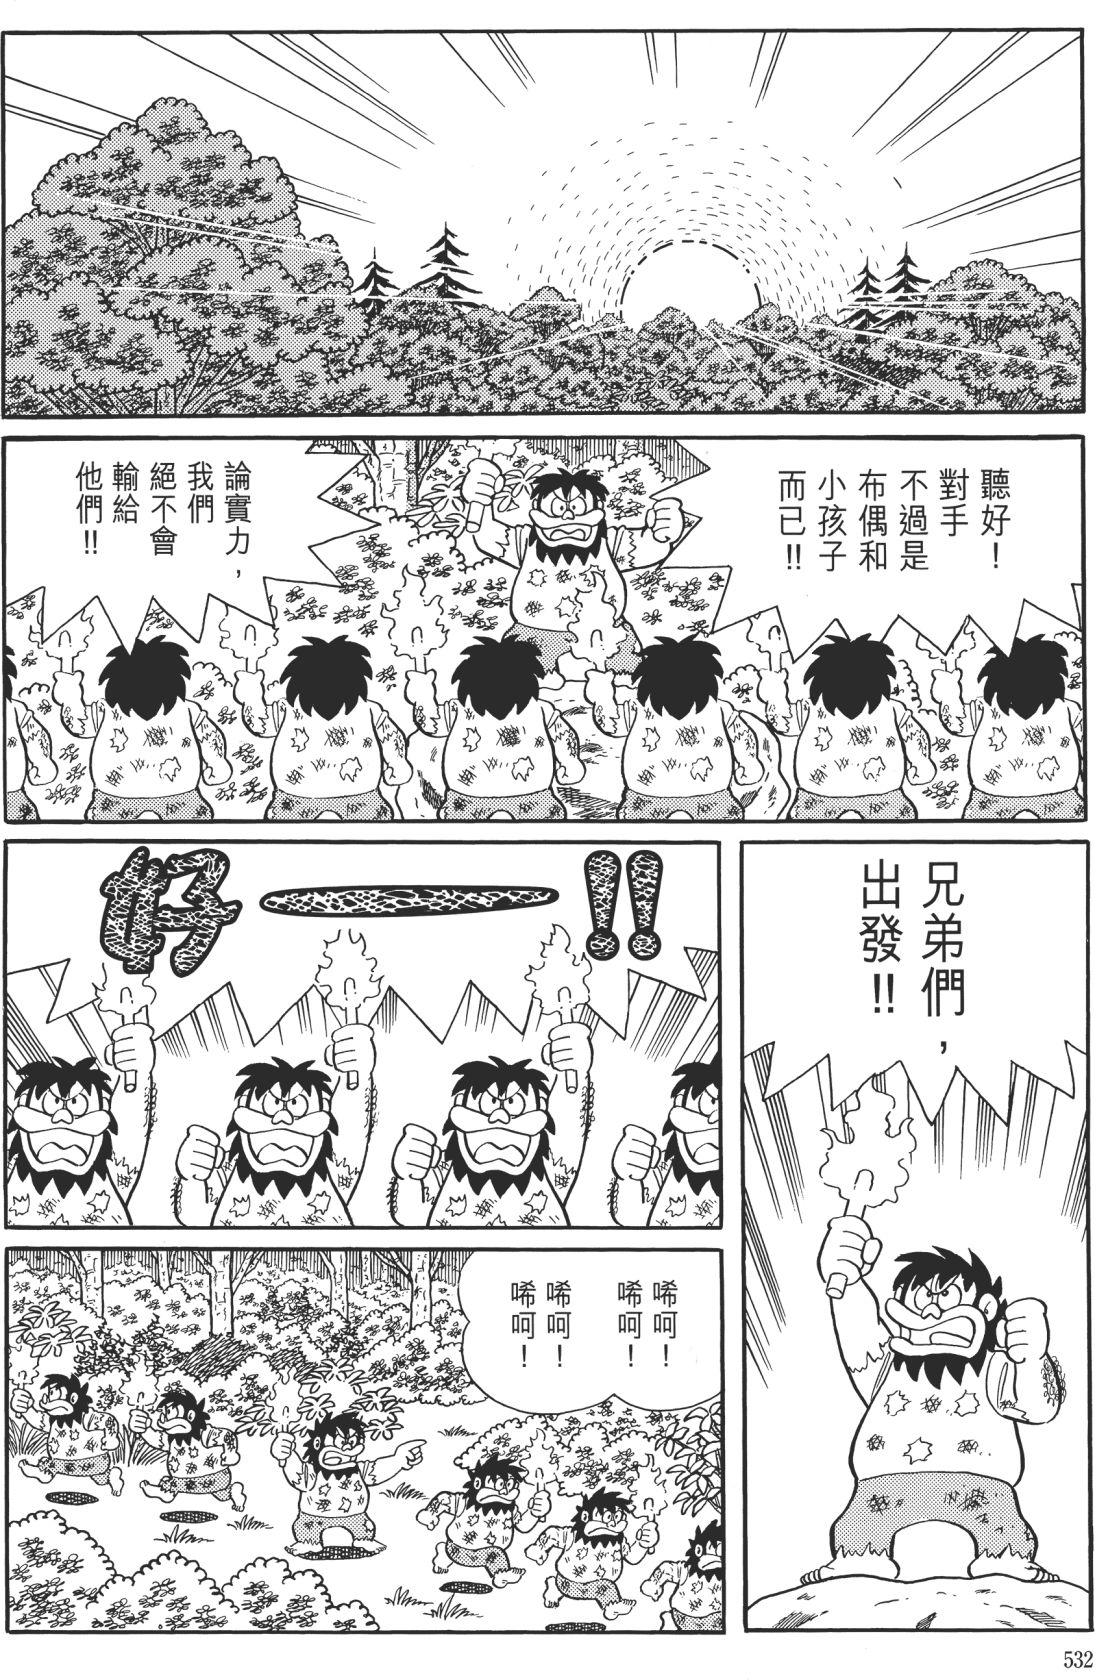 聽好！
對手
不過是
布偶和
小孩子
而已!!
論實力，
我們
絕不會
輸給
他們!!
兄弟們，
出發!!
好——!!
唏呵！
唏呵！
唏呵！
唏呵！
532